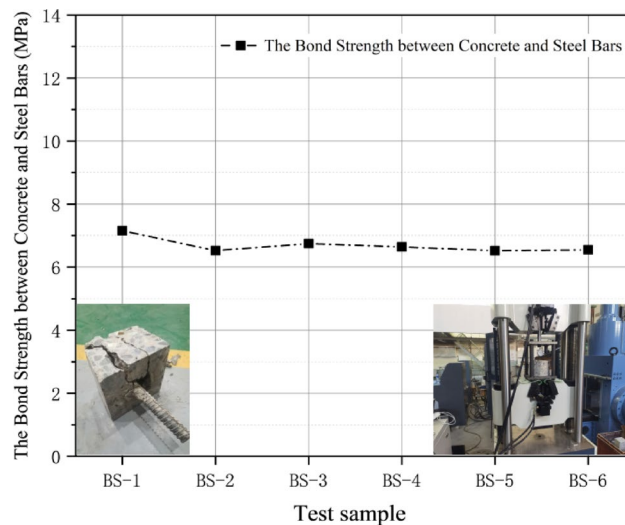 The Bond Strength between Concrete and Steel Bars (MPa)
14
12
10
8
6
4
2
0
The Bond Strength between Concrete and Steel Bars
BS-1 BS-2 BS-3 BS-4 BS-5 BS-6
Test sample